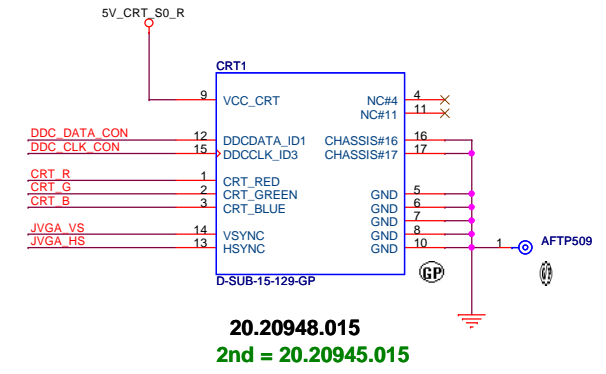 5V_CRT_S0_R
CRT1
9 VCC_CRT NC#4 4
NC#11 11
DDC_DATA_CON 12 DDCDATA_ID1 CHASSIS#16 16
DDC_CLK_CON 15 DDCCLK_ID3 CHASSIS#17 17
CRT_R 1 CRT_RED
CRT_G 2 CRT_GREEN GND 5
CRT_B 3 CRT_BLUE GND 6
GND 7
JVGA_VS 14 VSYNC GND 8
JVGA_HS 13 HSYNC GND 10 1 AFTP509
D-SUB-15-129-GP
GP
20.20948.015
2nd = 20.20945.015